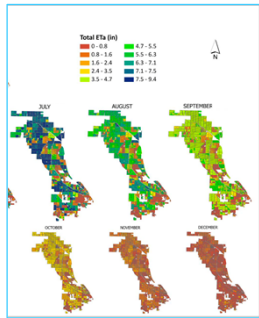 Total ETa (in)
0 - 0.8 4.7 - 5.5
0.8 - 1.6 5.5 - 6.3
1.6 - 2.4 6.3 - 7.1
2.4 - 3.5 7.1 - 7.5
3.5 - 4.7 7.5 - 9.4
N
JULY AUGUST SEPTEMBER
OCTOBER NOVEMBER DECEMBER